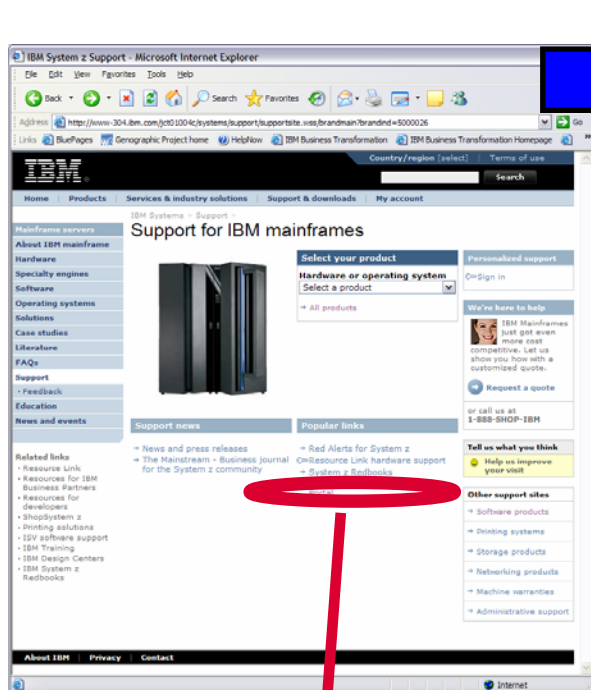 IBM System z Support - Microsoft Internet Explorer
File Edit View Favorites Tools Help
Back Search Favorites
Address http://www-304.ibm.com/jct01004c/systems/support/supportsite.wss/brandmain?brandind=5000026 Go
Links BluePages Genographic Project home HelpNow IBM Business Transformation IBM Business Transformation Homepage
Country/region [select] Terms of use
IBM
Search
Home Products Services & industry solutions Support & downloads My account
IBM Systems > Support >
Support for IBM mainframes
Mainframe servers
About IBM mainframe
Hardware
Specialty engines
Software
Operating systems
Solutions
Case studies
Literature
FAQs
Support
Feedback
Education
News and events
Related links
Resource Link
Resources for IBM
Business Partners
Resources for
developers
ShopSystem z
Printing solutions
ISV software support
IBM Training
IBM Design Centers
IBM System z
Redbooks
Select your product
Hardware or operating system
Select a product
All products
Support news
News and press releases
The Mainstream - Business journal
for the System z community
Popular links
Red Alerts for System z
Resource Link hardware support
System z Redbooks
Portal
Personalized support
Sign in
We're here to help
IBM Mainframes
just got even
more cost
competitive. Let us
show you how with a
customized quote.
Request a quote
or call us at
1-888-SHOP-IBM
Tell us what you think
Help us improve
your visit
Other support sites
Software products
Printing systems
Storage products
Networking products
Machine warranties
Administrative support
About IBM Privacy Contact
Internet